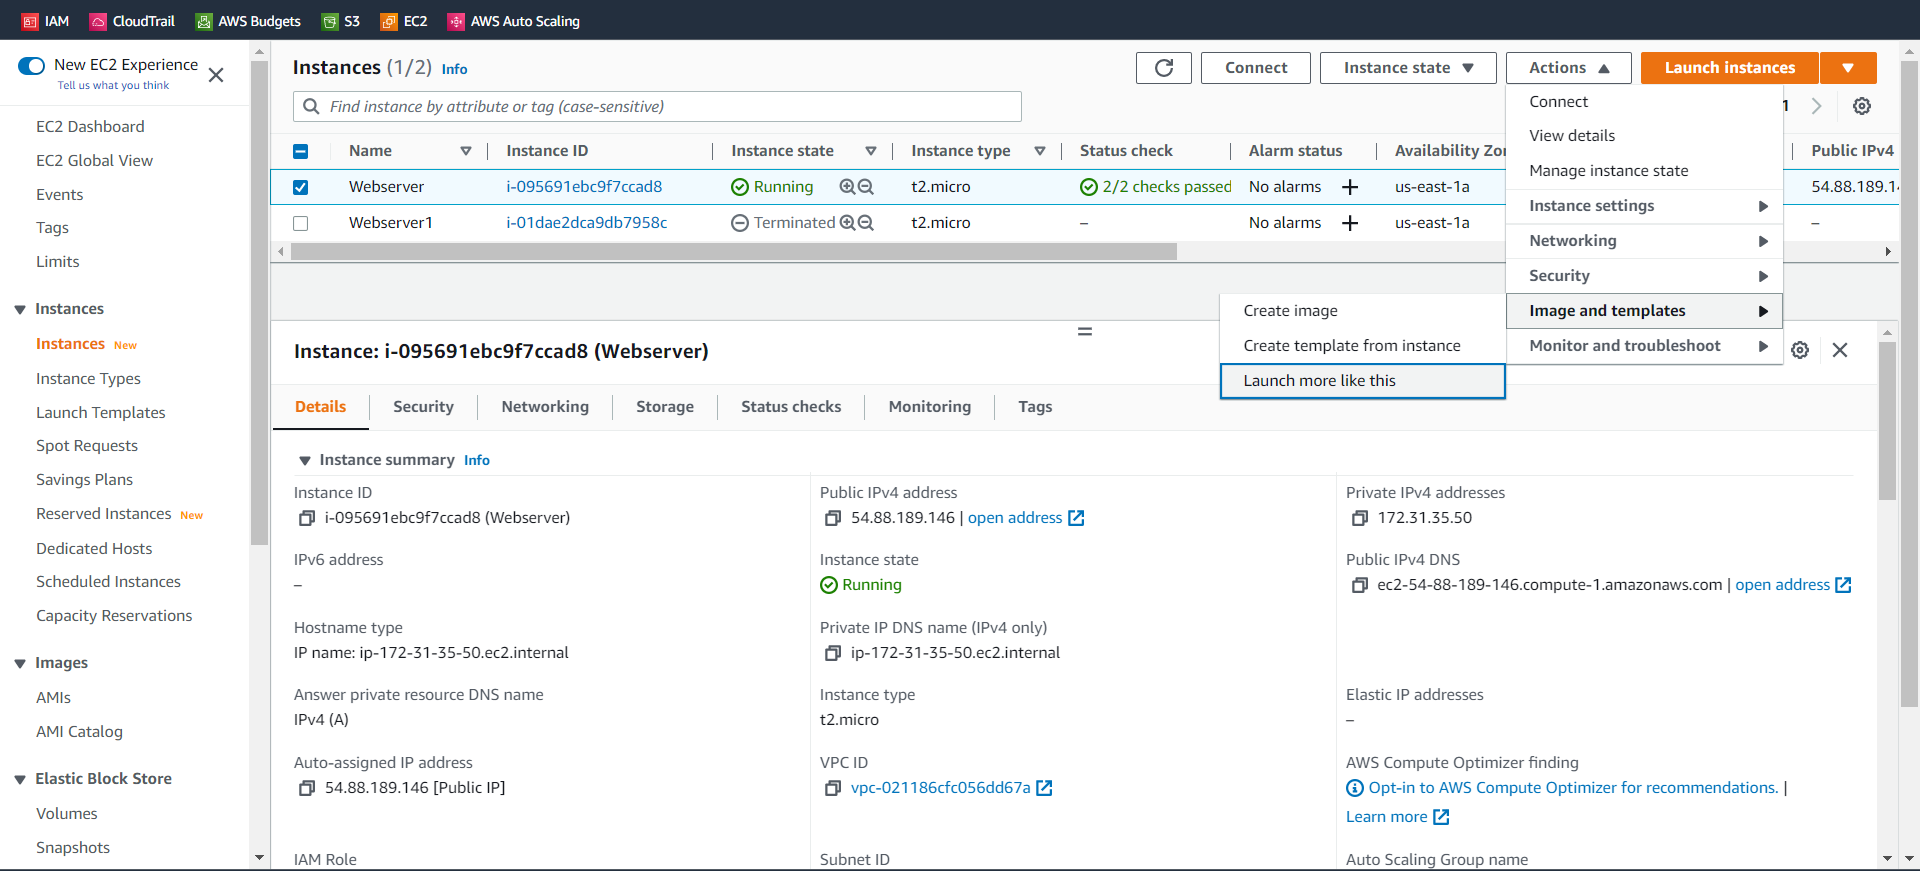 IAM CloudTrail AWS Budgets S3 EC2 AWS Auto Scaling
New EC2 Experience
Tell us what you think
EC2 Dashboard
EC2 Global View
Events
Tags
Limits
Instances
Instances New
Instance Types
Launch Templates
Spot Requests
Savings Plans
Reserved Instances New
Dedicated Hosts
Scheduled Instances
Capacity Reservations
Images
AMIs
AMI Catalog
Elastic Block Store
Volumes
Snapshots
Instances (1/2) Info
Connect Instance state Actions Launch instances
Find instance by attribute or tag (case-sensitive)
1
Name Instance ID Instance state Instance type Status check Alarm status Availability Zon Public IPv4
Webserver i-095691ebc9f7ccad8 Running t2.micro 2/2 checks passed No alarms us-east-1a 54.88.189.14
Webserver1 i-01dae2dca9db7958c Terminated t2.micro – No alarms us-east-1a –
Connect
View details
Manage instance state
Instance settings
Networking
Security
Image and templates
Monitor and troubleshoot
Create image
Create template from instance
Launch more like this
Instance: i-095691ebc9f7ccad8 (Webserver)
Details Security Networking Storage Status checks Monitoring Tags
Instance summary Info
Instance ID
i-095691ebc9f7ccad8 (Webserver)
Public IPv4 address
54.88.189.146 | open address
Private IPv4 addresses
172.31.35.50
IPv6 address
–
Instance state
Running
Public IPv4 DNS
ec2-54-88-189-146.compute-1.amazonaws.com | open address
Hostname type
IP name: ip-172-31-35-50.ec2.internal
Private IP DNS name (IPv4 only)
ip-172-31-35-50.ec2.internal
Answer private resource DNS name
IPv4 (A)
Instance type
t2.micro
Elastic IP addresses
–
Auto-assigned IP address
54.88.189.146 [Public IP]
VPC ID
vpc-021186cfc056dd67a
AWS Compute Optimizer finding
Opt-in to AWS Compute Optimizer for recommendations. |
Learn more
IAM Role
Subnet ID
Auto Scaling Group name